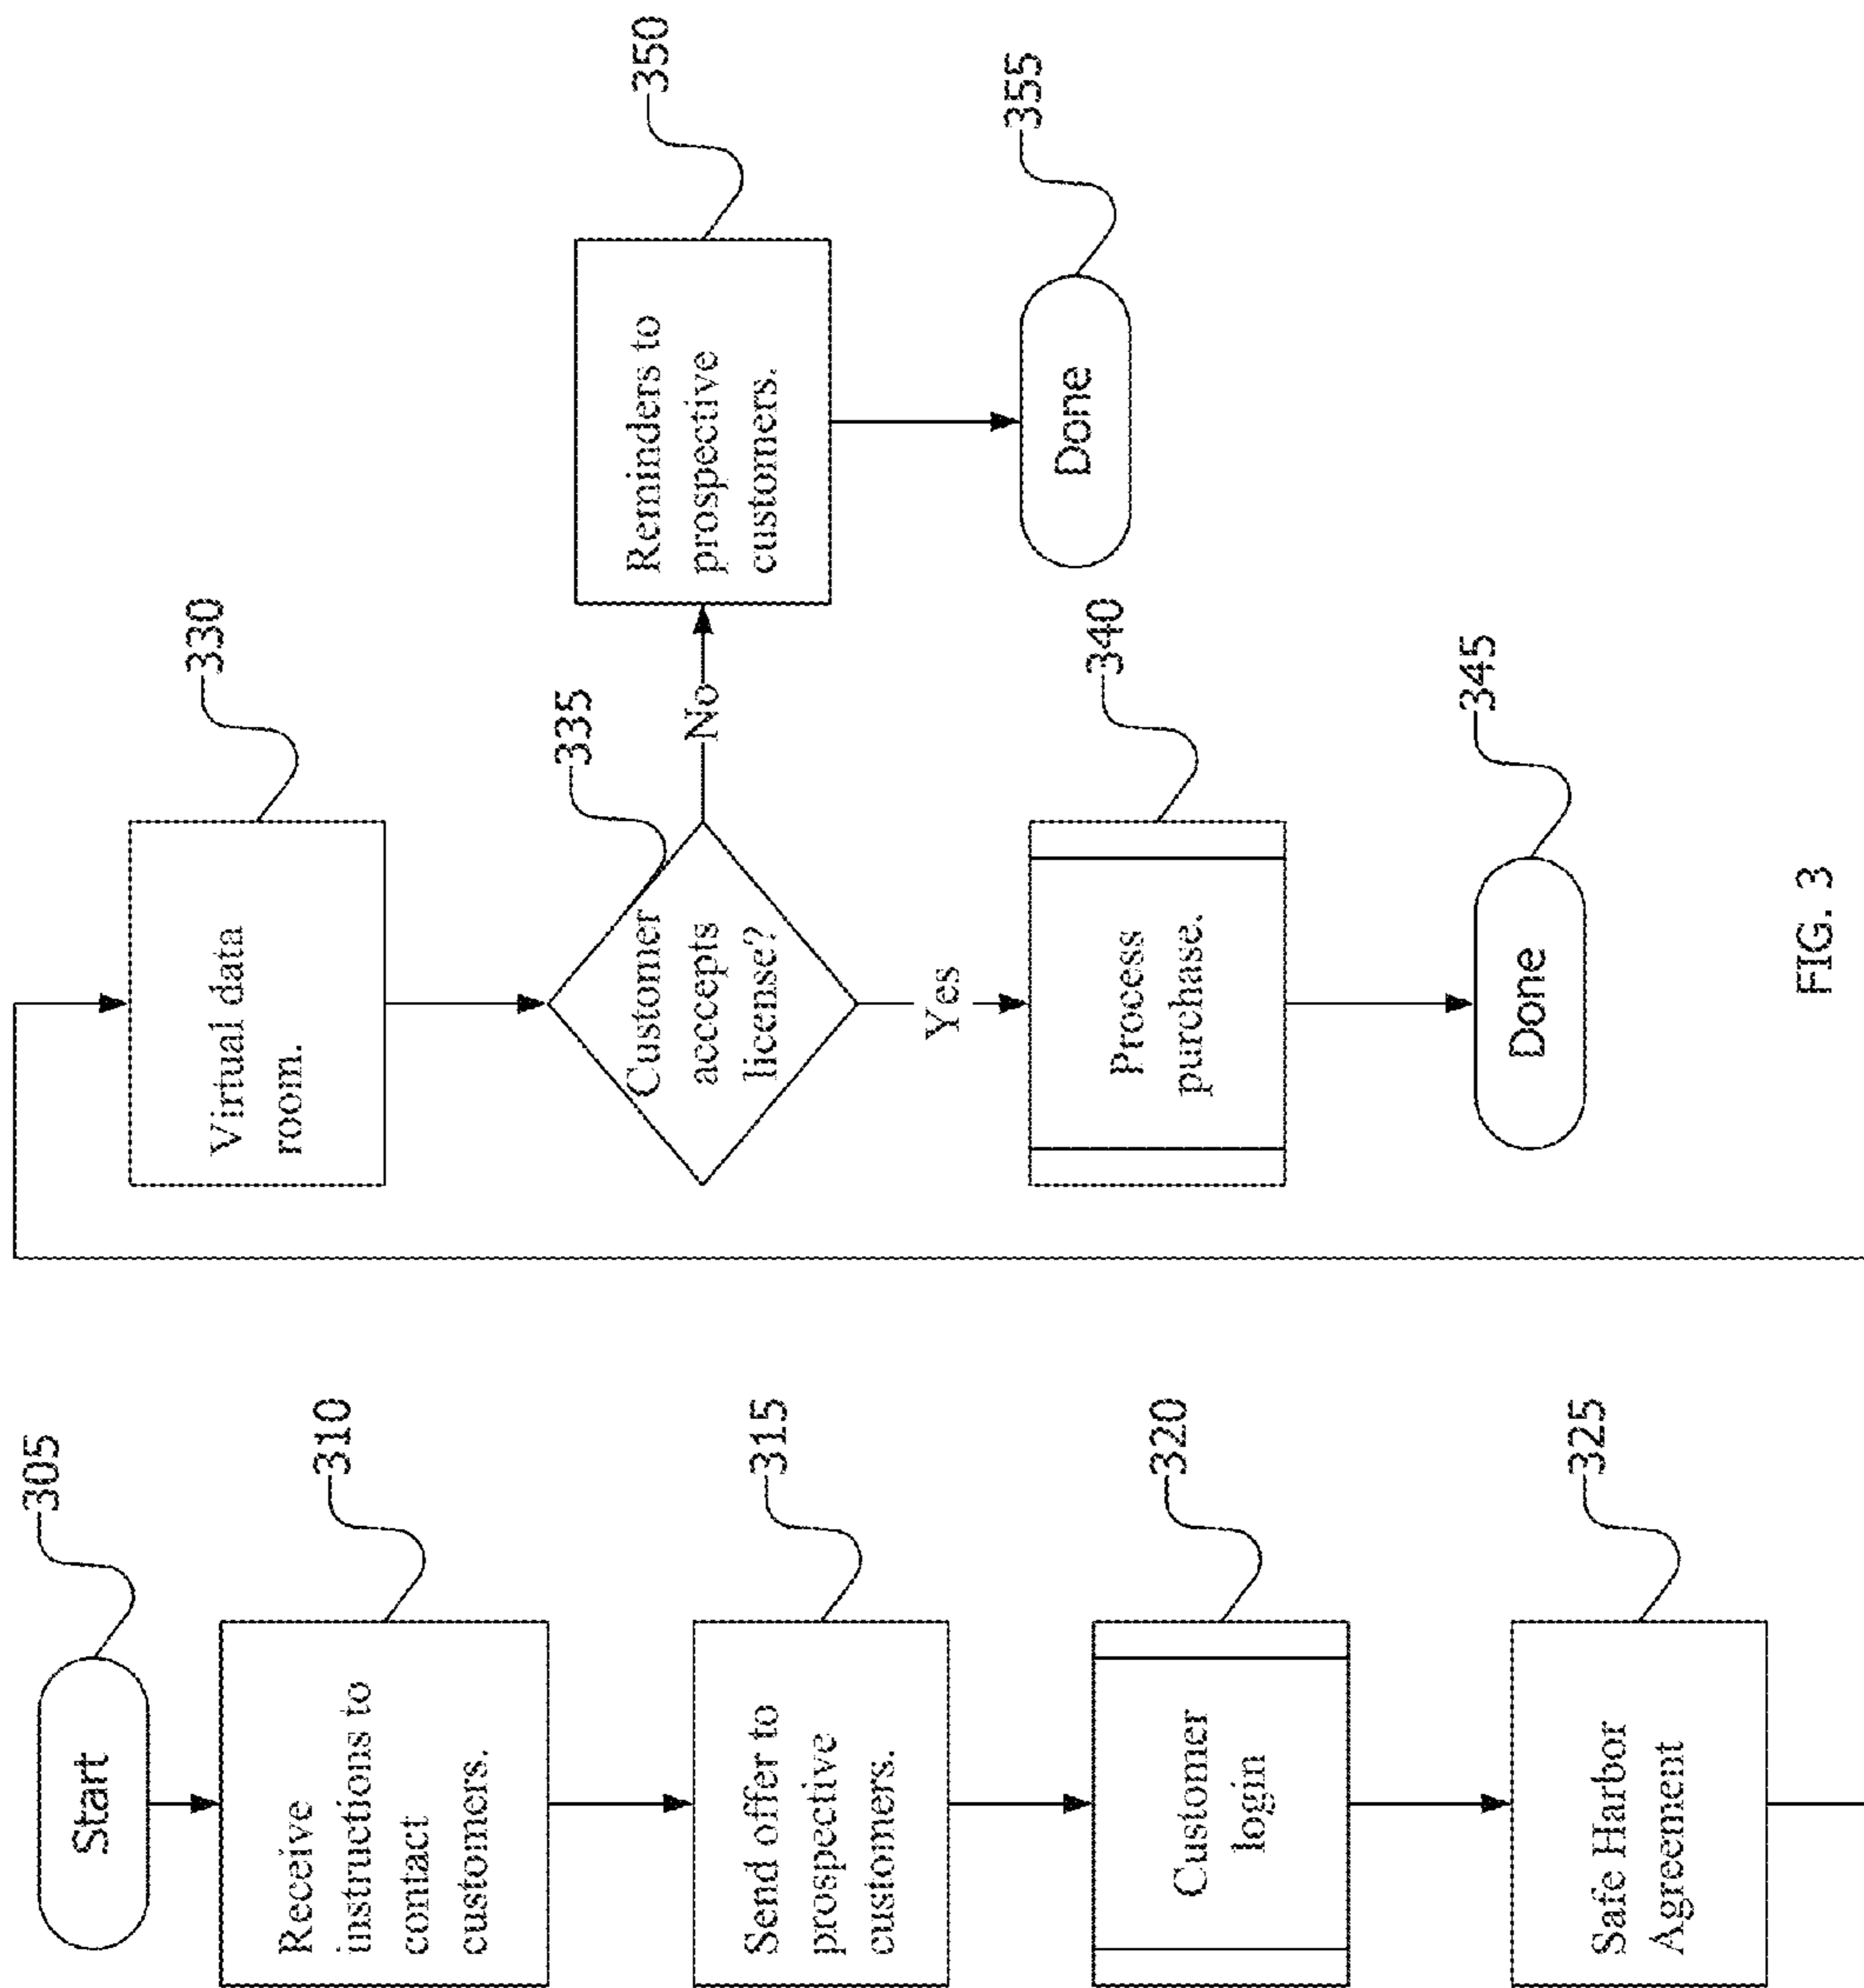 Start
305
Receive
instructions to
contact
customers.
310
Send offer to
prospective
customers.
315
Customer
login
320
Safe Harbor
Agreement
325
Virtual data
room.
330
Customer
accepts
license?
335
No
Yes
Reminders to
prospective
customers.
350
Done
355
Process
purchase.
340
Done
345
FIG. 3